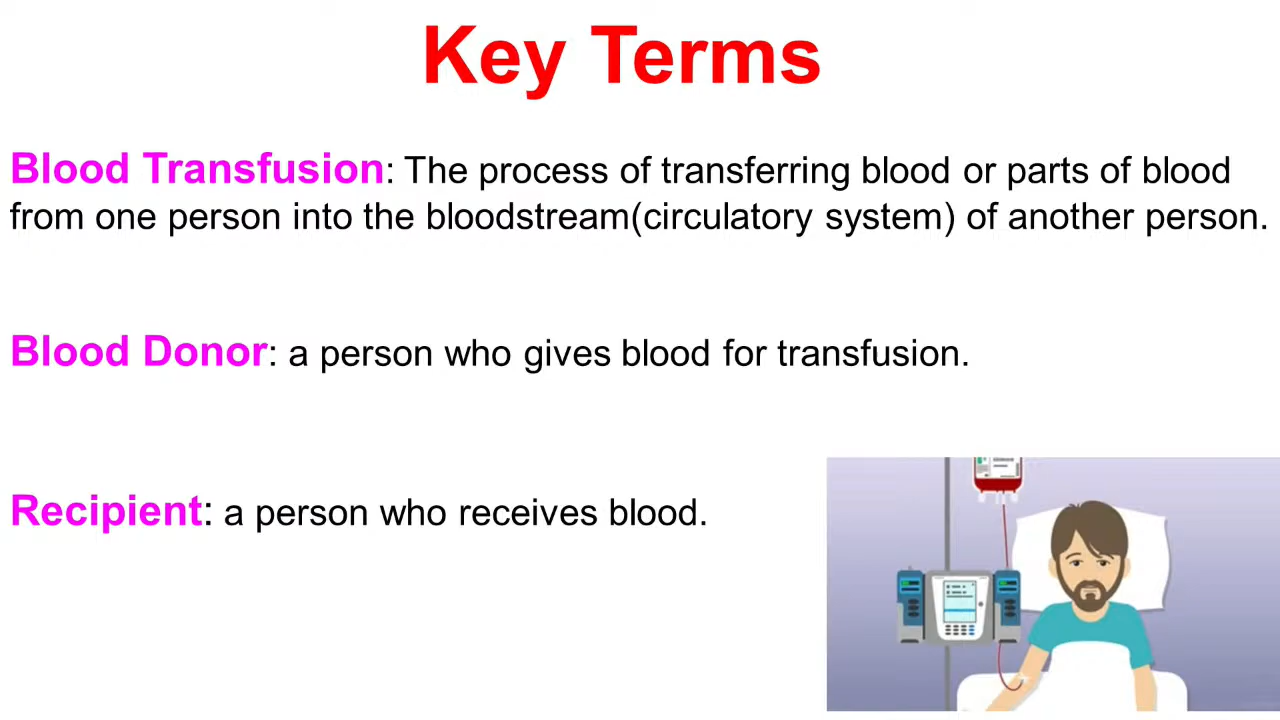 Key Terms
Blood Transfusion: The process of transferring blood or parts of blood
from one person into the bloodstream(circulatory system) of another person.
Blood Donor: a person who gives blood for transfusion.
Recipient: a person who receives blood.